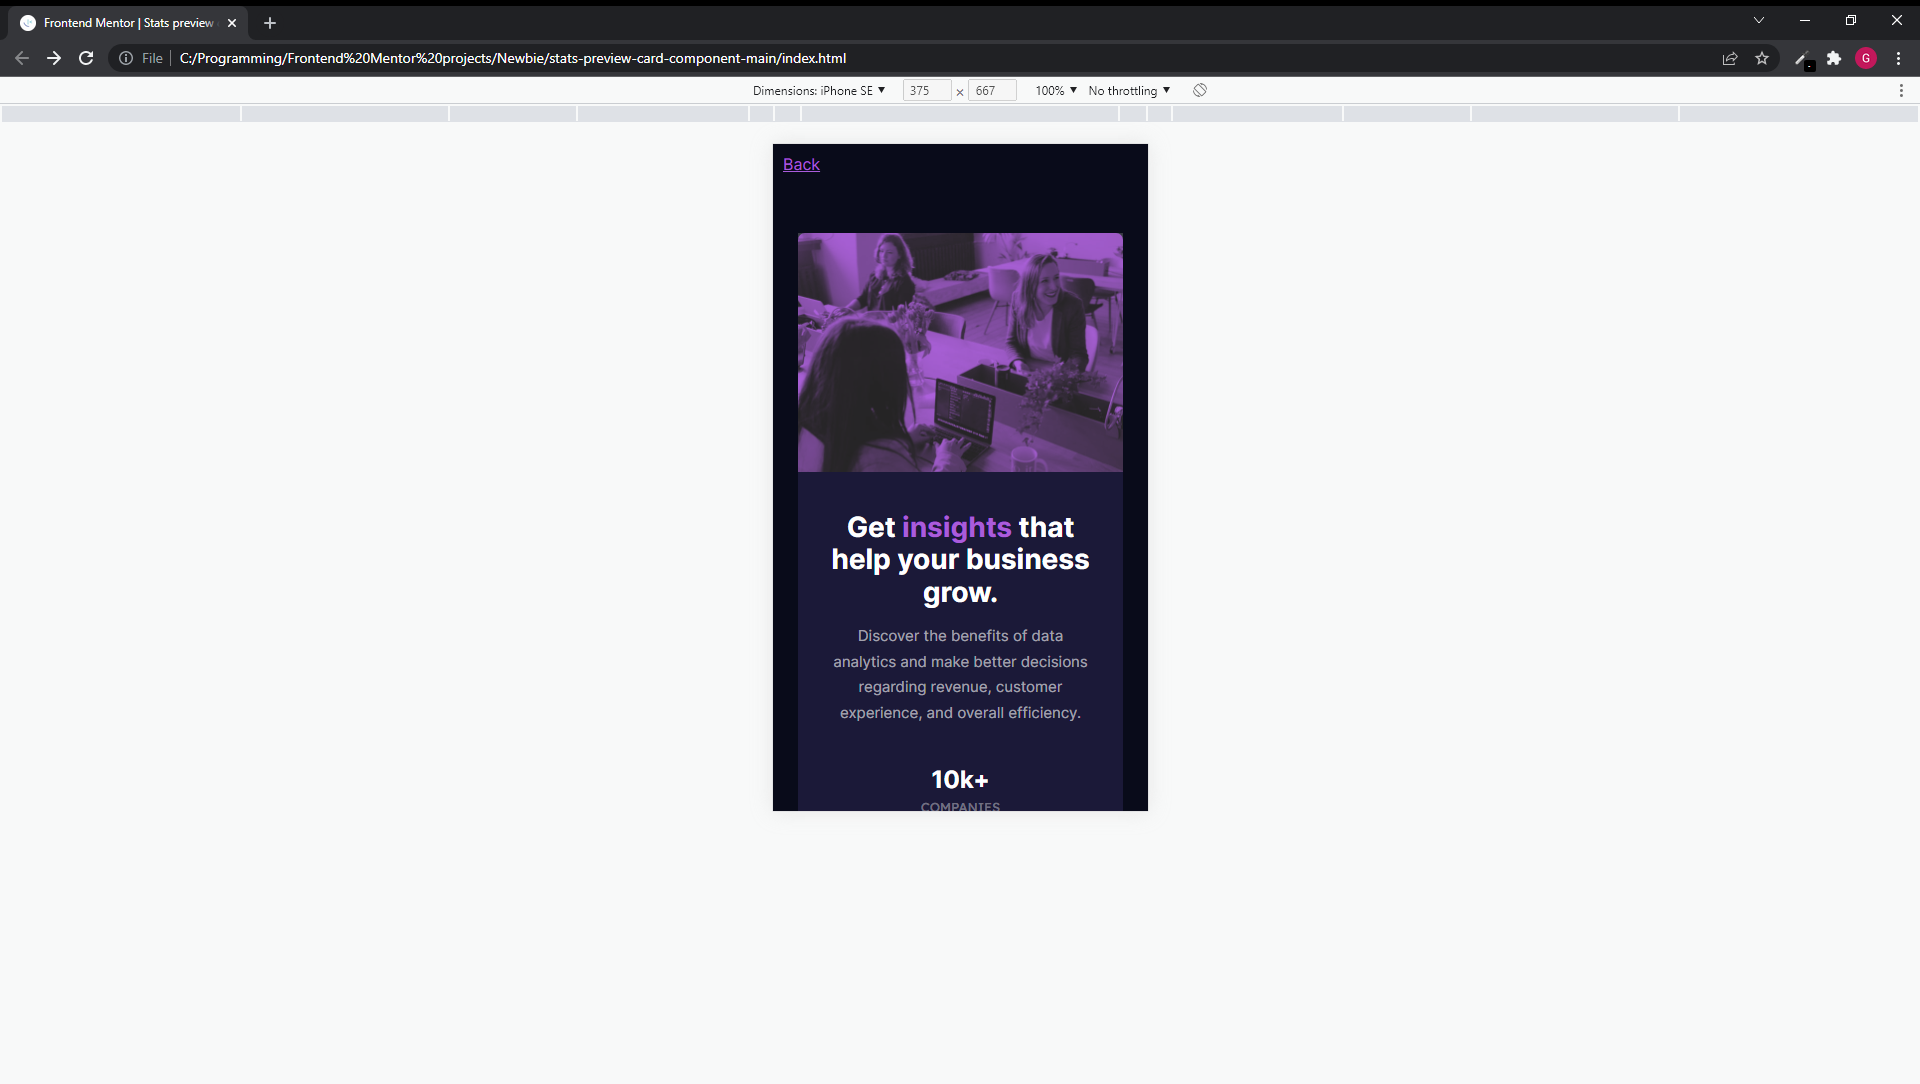 Frontend Mentor | Stats preview
File
C:/Programming/Frontend%20Mentor%20projects/Newbie/stats-preview-card-component-main/index.html
G
Dimensions: iPhone SE ▼ 375 × 667 100% ▼ No throttling ▼
Back
Get insights that
help your business
grow.
Discover the benefits of data
analytics and make better decisions
regarding revenue, customer
experience, and overall efficiency.
10k+
COMPANIES